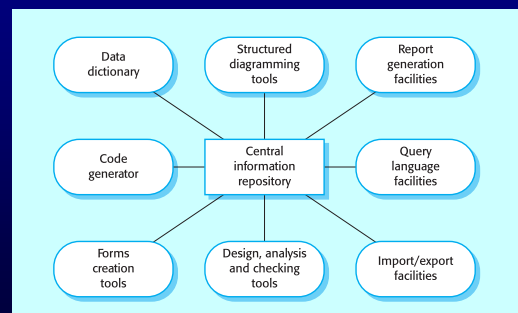 Data
dictionary
Structured
diagramming
tools
Report
generation
facilities
Code
generator
Central
information
repository
Query
language
facilities
Forms
creation
tools
Design, analysis
and checking
tools
Import/export
facilities